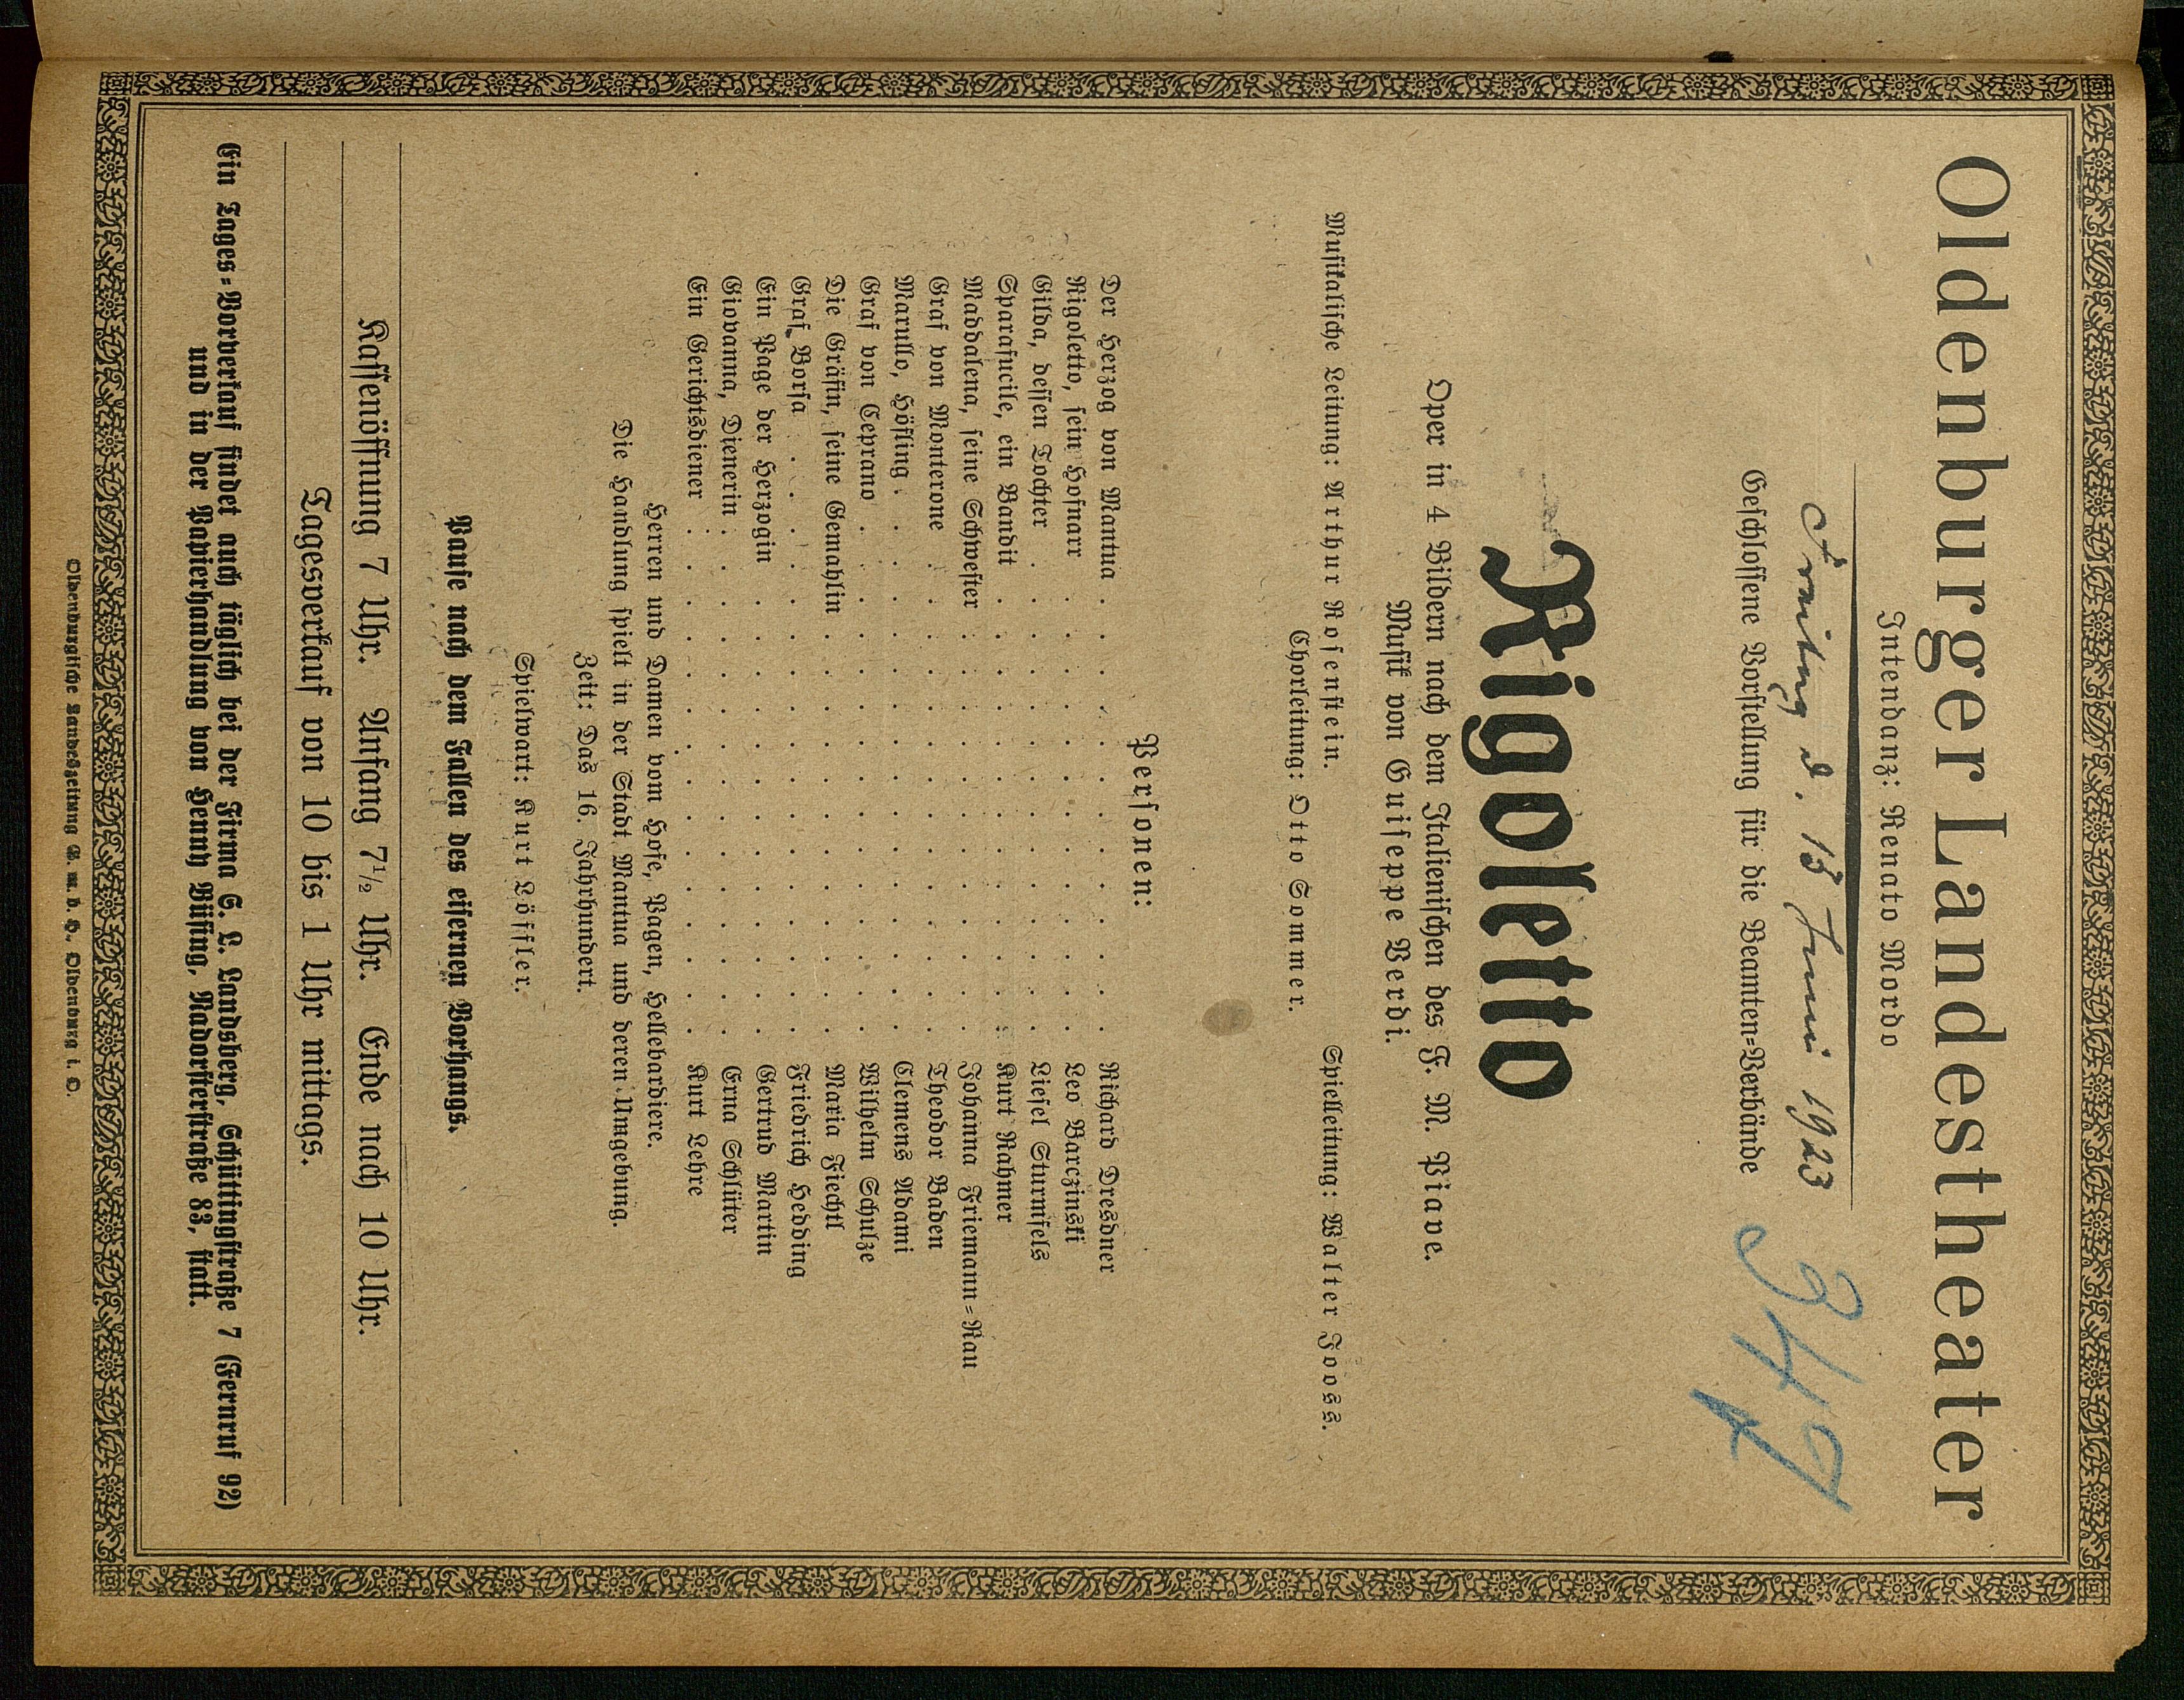 Oldenburger Landestheater
Intendanz: Renato Mordo
Freitag d. 15 Juni 1923
347
Geschlossene Vorstellung für die Beamten=Verbände
Rigoletto
Oper in 4 Bildern nach dem Italienischen des F. M. Piave.
Musik von Guiseppe Verdi.
Musikalische Leitung: Arthur Rosenstein. Spielleitung: Walter Jooss.
Chorleitung: Otto Sommer.
Personen:
Der Herzog von Mantua . . . . . . . . . . . . . Richard Dresdner
Rigoletto, sein Hofnarr . . . . . . . . . . . . . Leo Barczinski
Gilda, dessen Tochter . . . . . . . . . . . . . . Liesel Sturmfels
Sparafucile, ein Bandit . . . . . . . . . . . . . Kurt Rahmer
Maddalena, seine Schwester . . . . . . . . . . . . Johanna Friemann=Rau
Graf von Monterone . . . . . . . . . . . . . . Theodor Baden
Marullo, Höfling . . . . . . . . . . . . . . . . Clemens Adami
Graf von Ceprano . . . . . . . . . . . . . . . Wilhelm Schulze
Die Gräfin, seine Gemahlin . . . . . . . . . . . . Maria Fiechtl
Graf Borsa . . . . . . . . . . . . . . . . . . Friedrich Hedding
Ein Page der Herzogin . . . . . . . . . . . . . Gertrud Martin
Giovanna, Dienerin . . . . . . . . . . . . . . . Erna Schlüter
Ein Gerichtsdiener . . . . . . . . . . . . . . . Kurt Lehre
Herren und Damen vom Hofe, Pagen, Hellebardiere.
Die Handlung spielt in der Stadt Mantua und deren Umgebung.
Zeit: Das 16. Jahrhundert.
Spielwart: Kurt Löffler.
Pause nach dem Fallen des eisernen Vorhangs.
Kassenöffnung 7 Uhr. Anfang 7½ Uhr. Ende nach 10 Uhr.
Tagesverkauf von 10 bis 1 Uhr mittags.
Ein Tages=Vorverkauf findet auch täglich bei der Firma G. L. Landsberg, Schüttingstraße 7 (Fernruf 92)
und in der Papierhandlung von Henny Büsing, Nadorsterstraße 83, statt.
Oldenburgische Landeszeitung G. m. b. H., Oldenburg i. O.